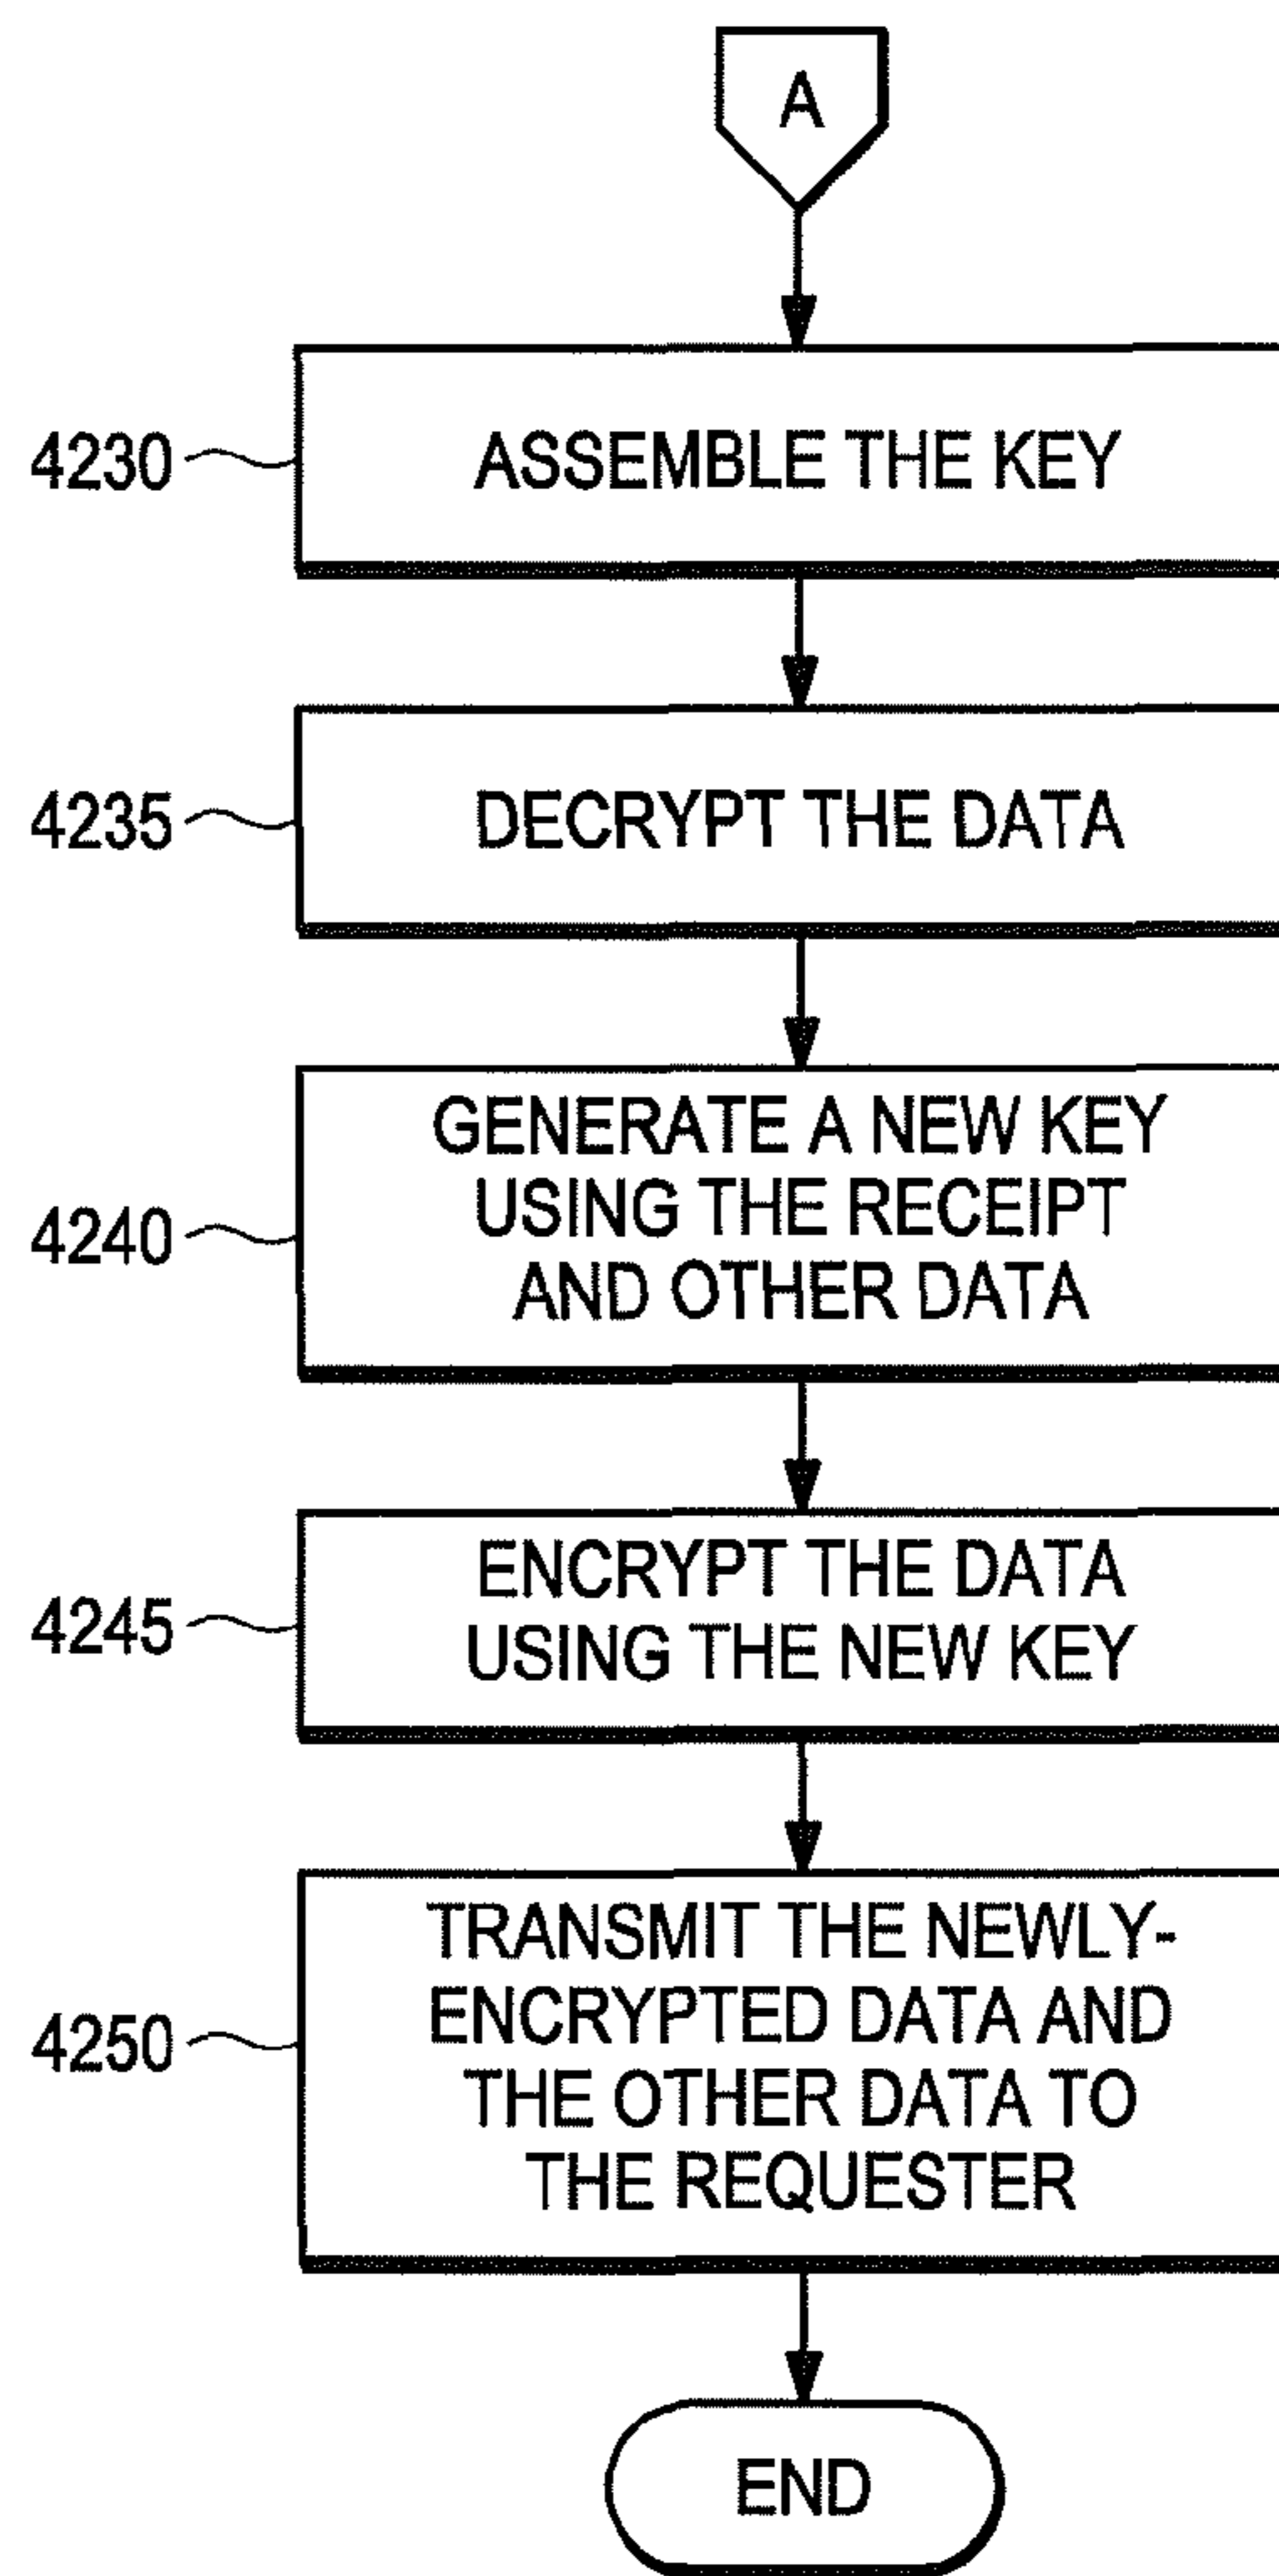 A
4230
ASSEMBLE THE KEY
4235
DECRYPT THE DATA
4240
GENERATE A NEW KEY
USING THE RECEIPT
AND OTHER DATA
4245
ENCRYPT THE DATA
USING THE NEW KEY
4250
TRANSMIT THE NEWLY-
ENCRYPTED DATA AND
THE OTHER DATA TO
THE REQUESTER
END